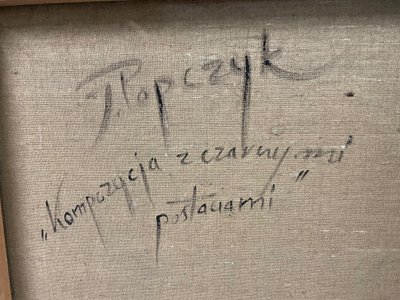 T. Popczyk
„Kompozycja z czarnymi
postaciami”